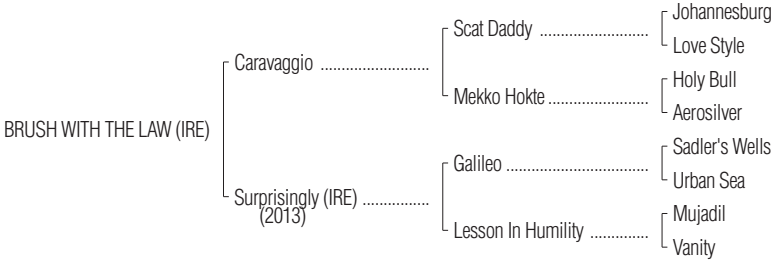 Johannesburg
Scat Daddy ..........................
Love Style
Caravaggio ..........................
Holy Bull
Mekko Hokte ........................
Aerosilver
BRUSH WITH THE LAW (IRE)
Sadler's Wells
Galileo ..................................
Urban Sea
Surprisingly (IRE) ................
(2013)
Mujadil
Lesson In Humility ..............
Vanity